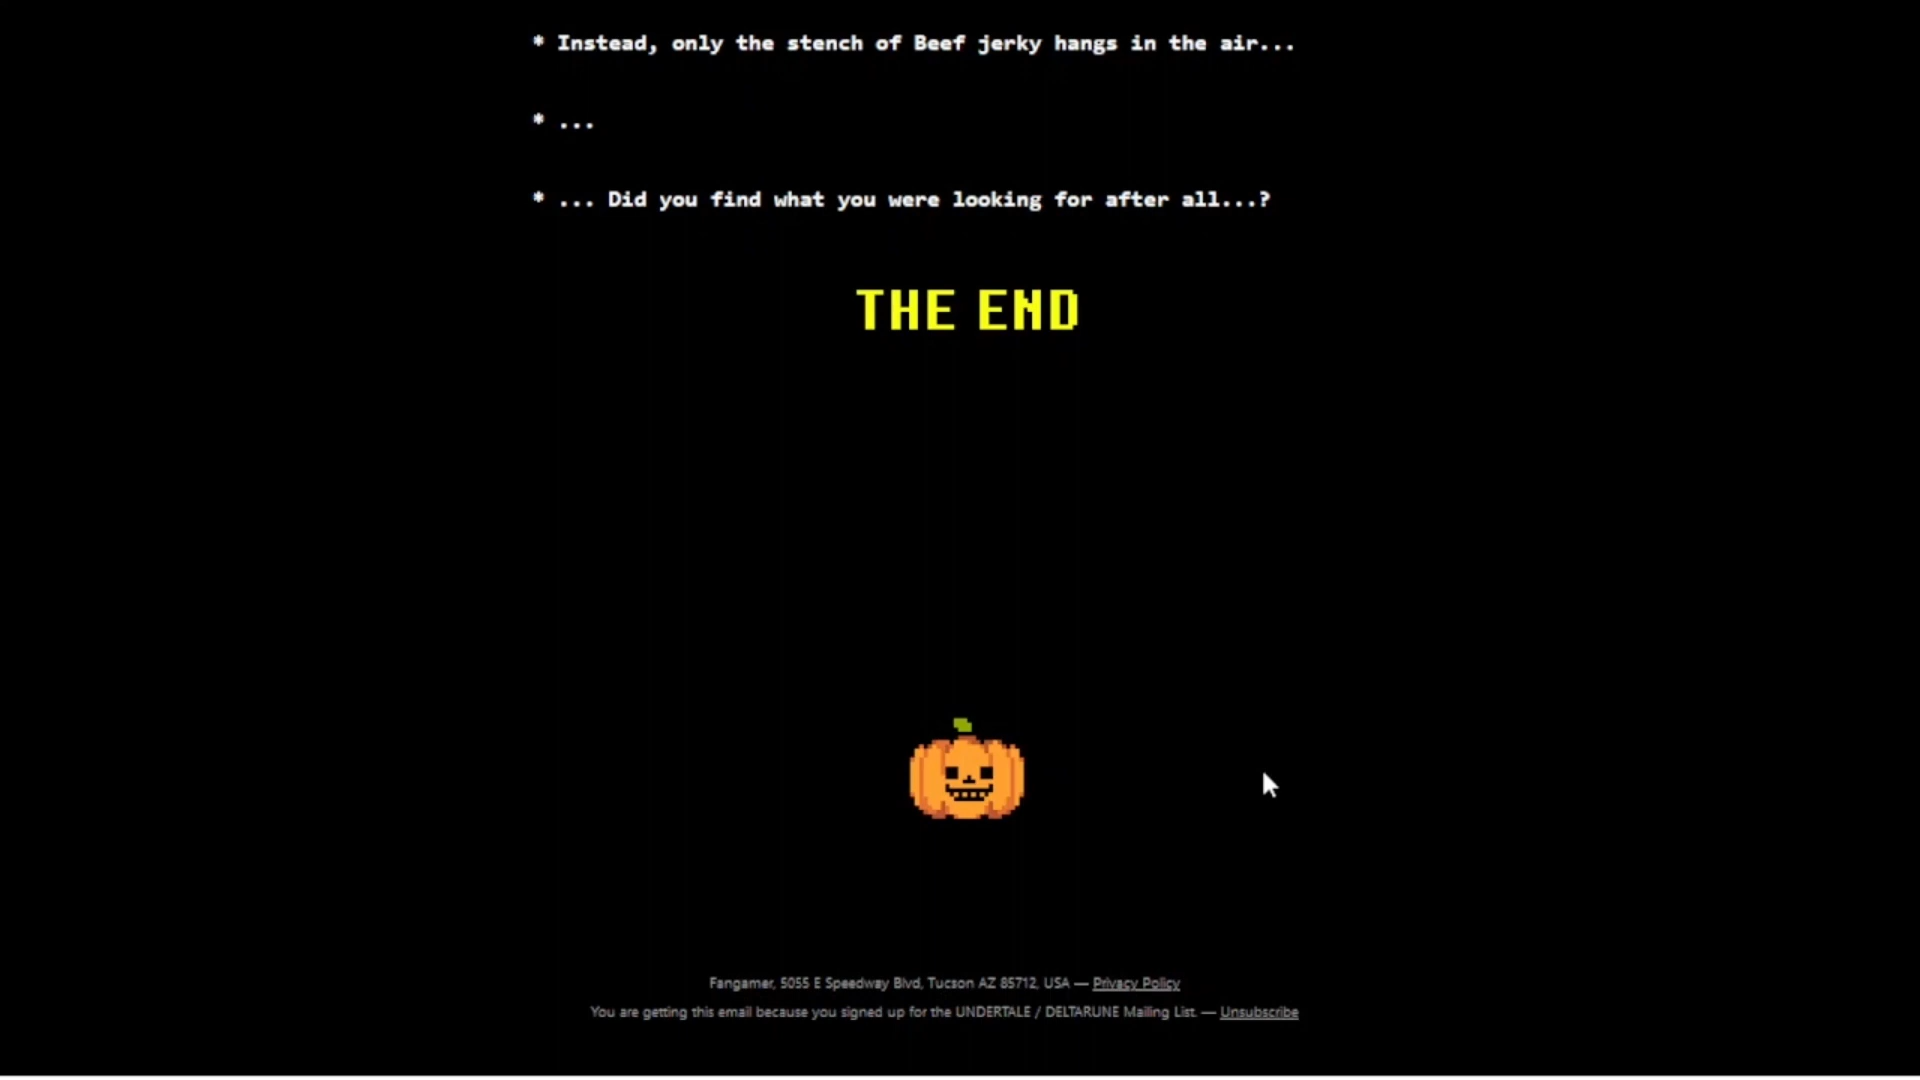 * Instead, only the stench of Beef jerky hangs in the air...
* ...
* ... Did you find what you were looking for after all...?
THE END
Fangamer, 5055 E Speedway Blvd, Tucson AZ 85712, USA — Privacy Policy
You are getting this email because you signed up for the UNDERTALE / DELTARUNE Mailing List. — Unsubscribe